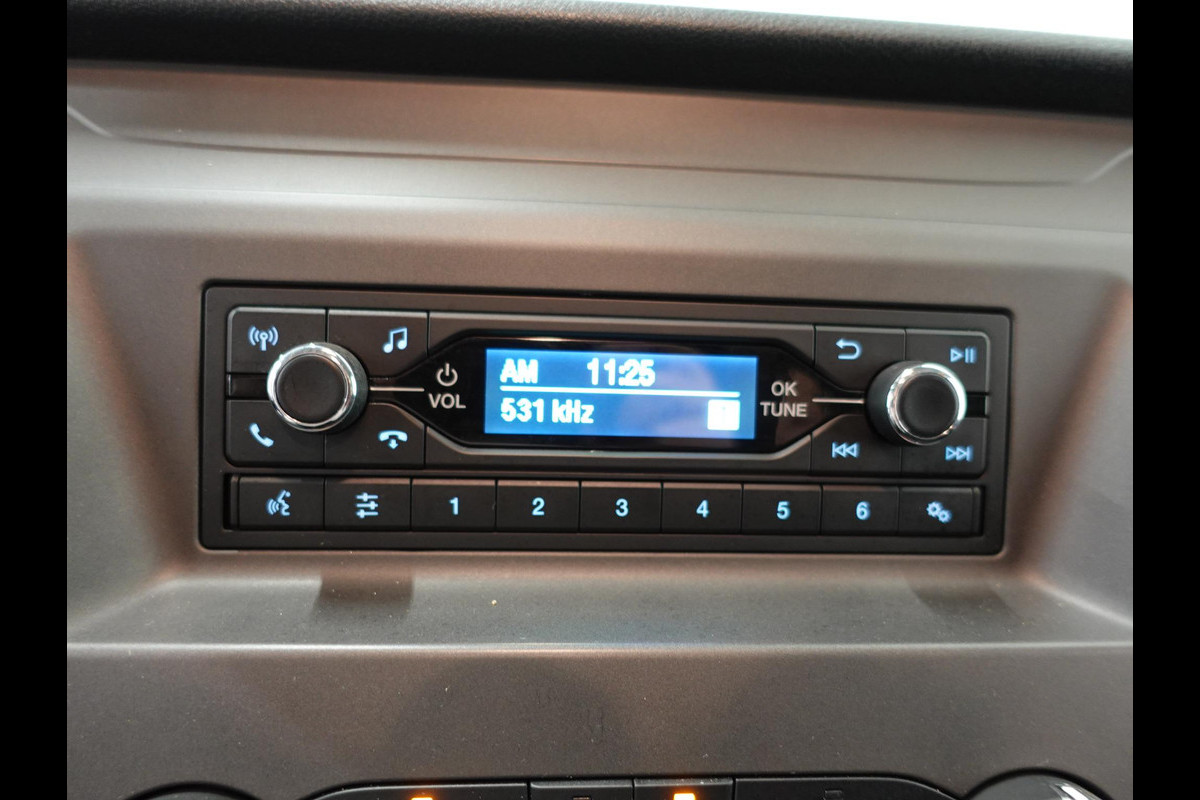 AM 11:25
531 kHz
VOL
OK
TUNE
1 2 3 4 5 6